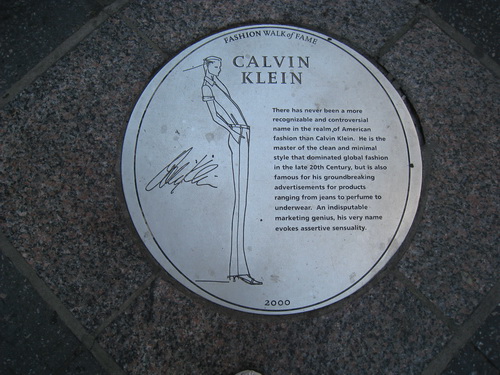 FASHION WALK of FAME
CALVIN
KLEIN
There has never been a more
recognizable and controversial
name in the realm of American
fashion than Calvin Klein. He is the
master of the clean and minimal
style that dominated global fashion
in the late 20th Century, but is also
famous for his groundbreaking
advertisements for products
ranging from jeans to perfume to
underwear. An indisputable
marketing genius, his very name
evokes assertive sensuality.
2000